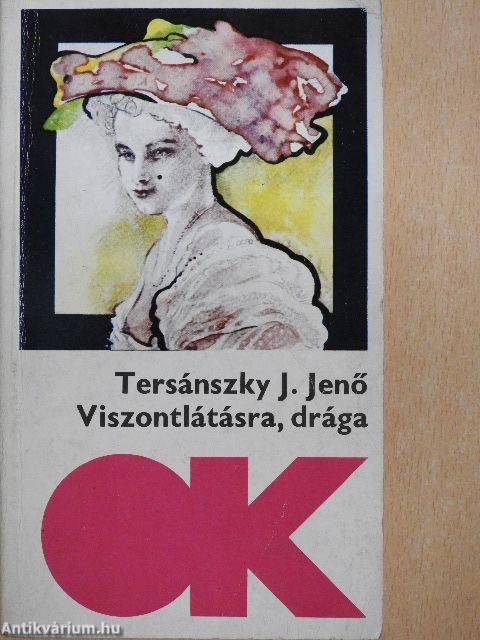 Tersánszky J. Jenő
Viszontlátásra, drága
OK
Antikvárium.hu